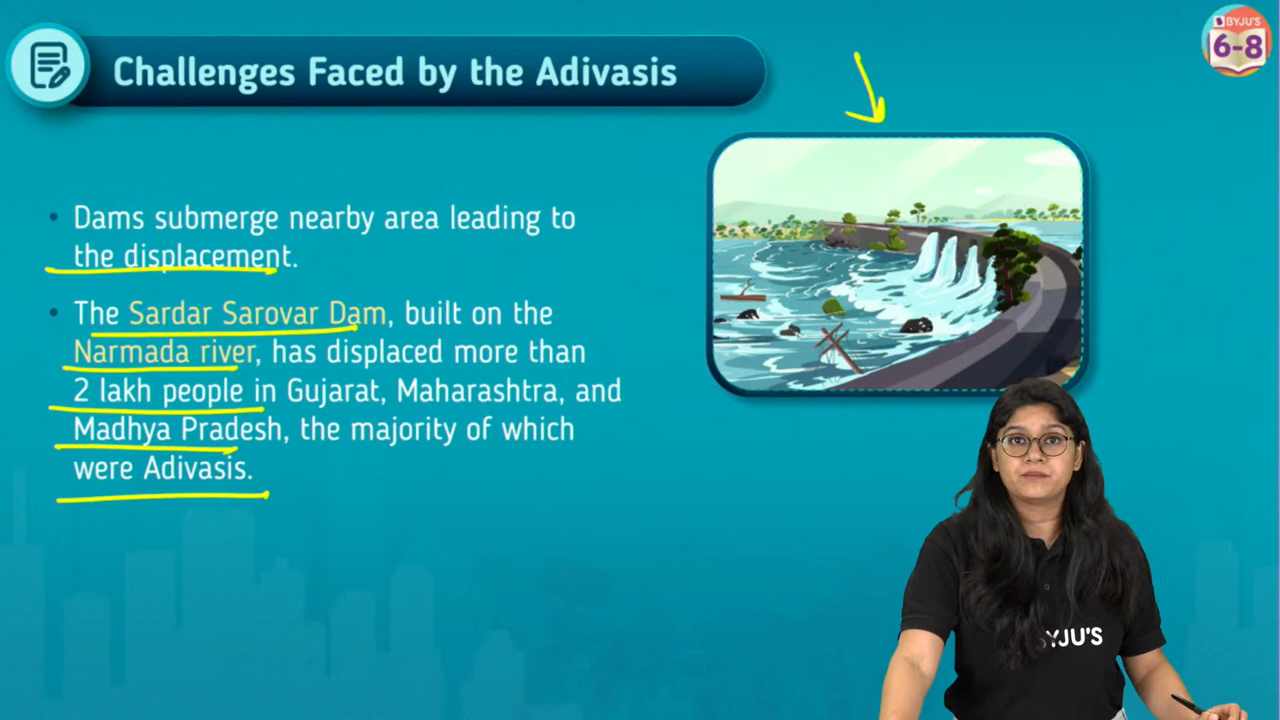 BYJU'S
6-8
Challenges Faced by the Adivasis
• Dams submerge nearby area leading to
the displacement.
• The Sardar Sarovar Dam, built on the
Narmada river, has displaced more than
2 lakh people in Gujarat, Maharashtra, and
Madhya Pradesh, the majority of which
were Adivasis.
BYJU'S